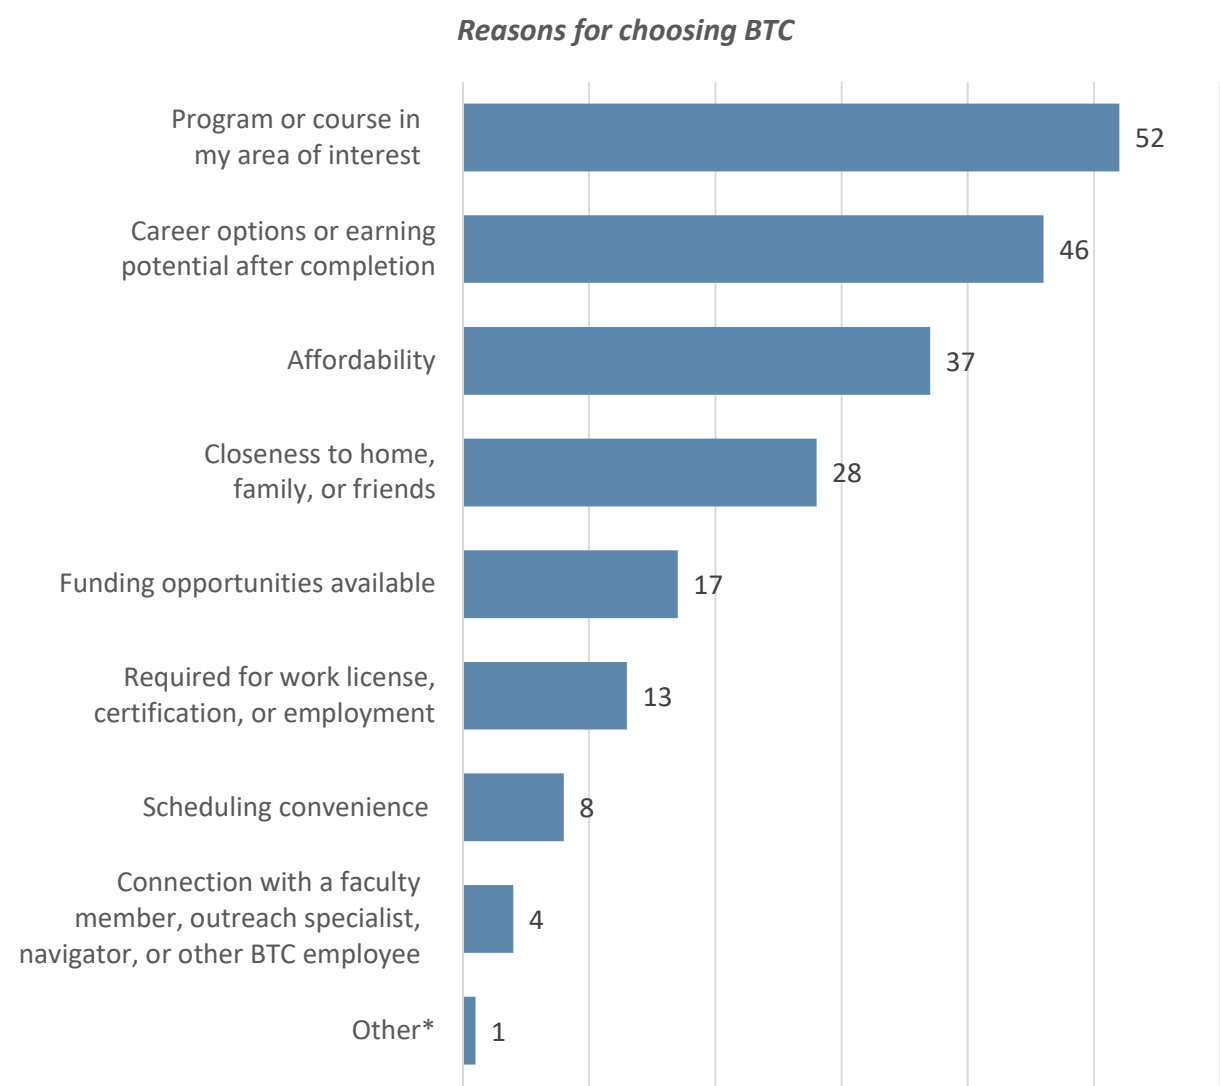 Reasons for choosing BTC
Program or course in
my area of interest
52
Career options or earning
potential after completion
46
Affordability
37
Closeness to home,
family, or friends
28
Funding opportunities available
17
Required for work license,
certification, or employment
13
Scheduling convenience
8
Connection with a faculty
member, outreach specialist,
navigator, or other BTC employee
4
Other*
1